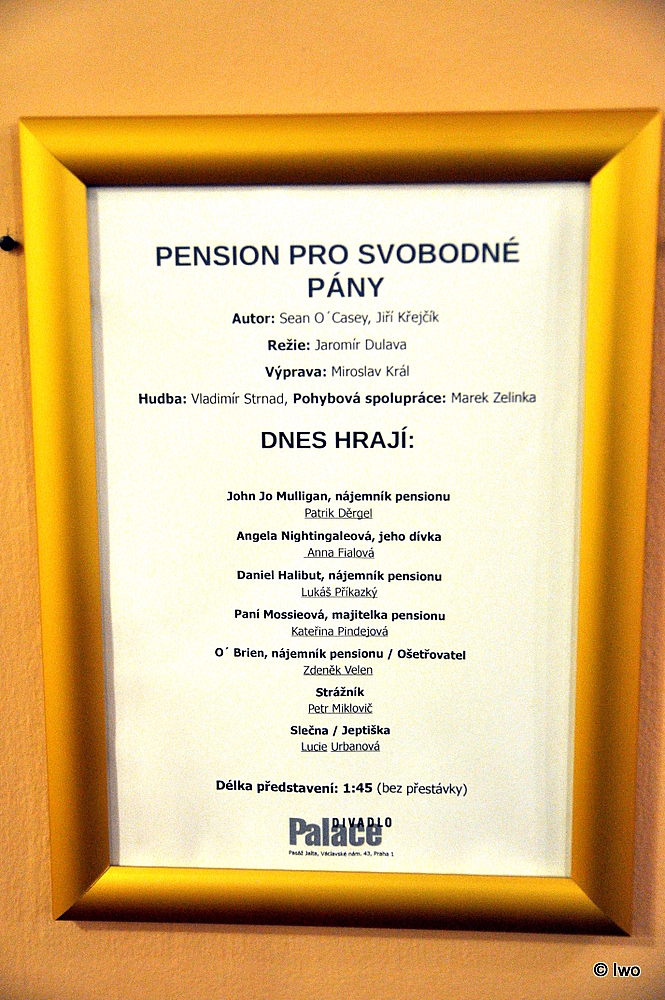 PENSION PRO SVOBODNÉ
PÁNY
Autor: Sean O´Casey, Jiří Křejčík
Režie: Jaromír Dulava
Výprava: Miroslav Král
Hudba: Vladimír Strnad, Pohybová spolupráce: Marek Zelinka
DNES HRAJÍ:
John Jo Mulligan, nájemník pensionu
Patrik Děrgel
Angela Nightingaleová, jeho dívka
Anna Fialová
Daniel Halibut, nájemník pensionu
Lukáš Příkazký
Paní Mossieová, majitelka pensionu
Kateřina Pindejová
O´ Brien, nájemník pensionu / Ošetřovatel
Zdeněk Velen
Strážník
Petr Miklovič
Slečna / Jeptiška
Lucie Urbanová
Délka představení: 1:45 (bez přestávky)
DIVADLO
Palace
Pasáž Jalta, Václavské nám. 43, Praha 1
© Iwo